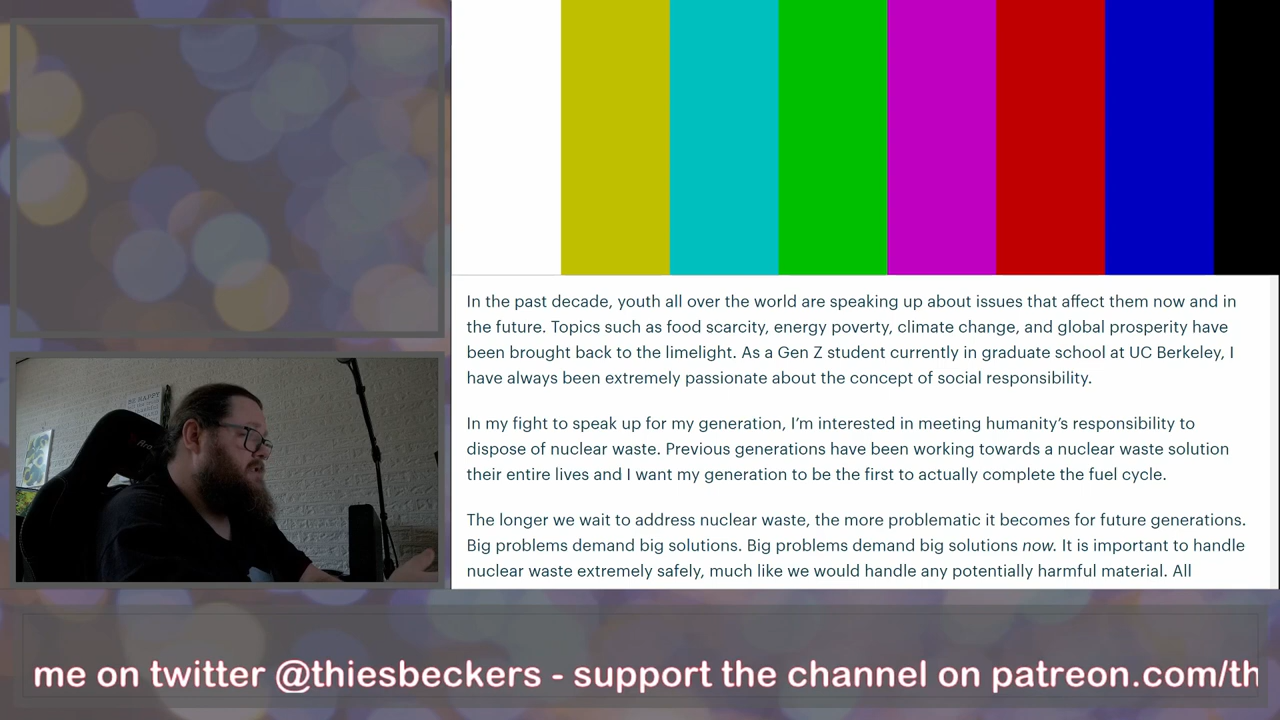 BE HAPPY
In the past decade, youth all over the world are speaking up about issues that affect them now and in
the future. Topics such as food scarcity, energy poverty, climate change, and global prosperity have
been brought back to the limelight. As a Gen Z student currently in graduate school at UC Berkeley, I
have always been extremely passionate about the concept of social responsibility.
In my fight to speak up for my generation, I’m interested in meeting humanity’s responsibility to
dispose of nuclear waste. Previous generations have been working towards a nuclear waste solution
their entire lives and I want my generation to be the first to actually complete the fuel cycle.
The longer we wait to address nuclear waste, the more problematic it becomes for future generations.
Big problems demand big solutions. Big problems demand big solutions now. It is important to handle
nuclear waste extremely safely, much like we would handle any potentially harmful material. All
me on twitter @thiesbeckers - support the channel on patreon.com/th